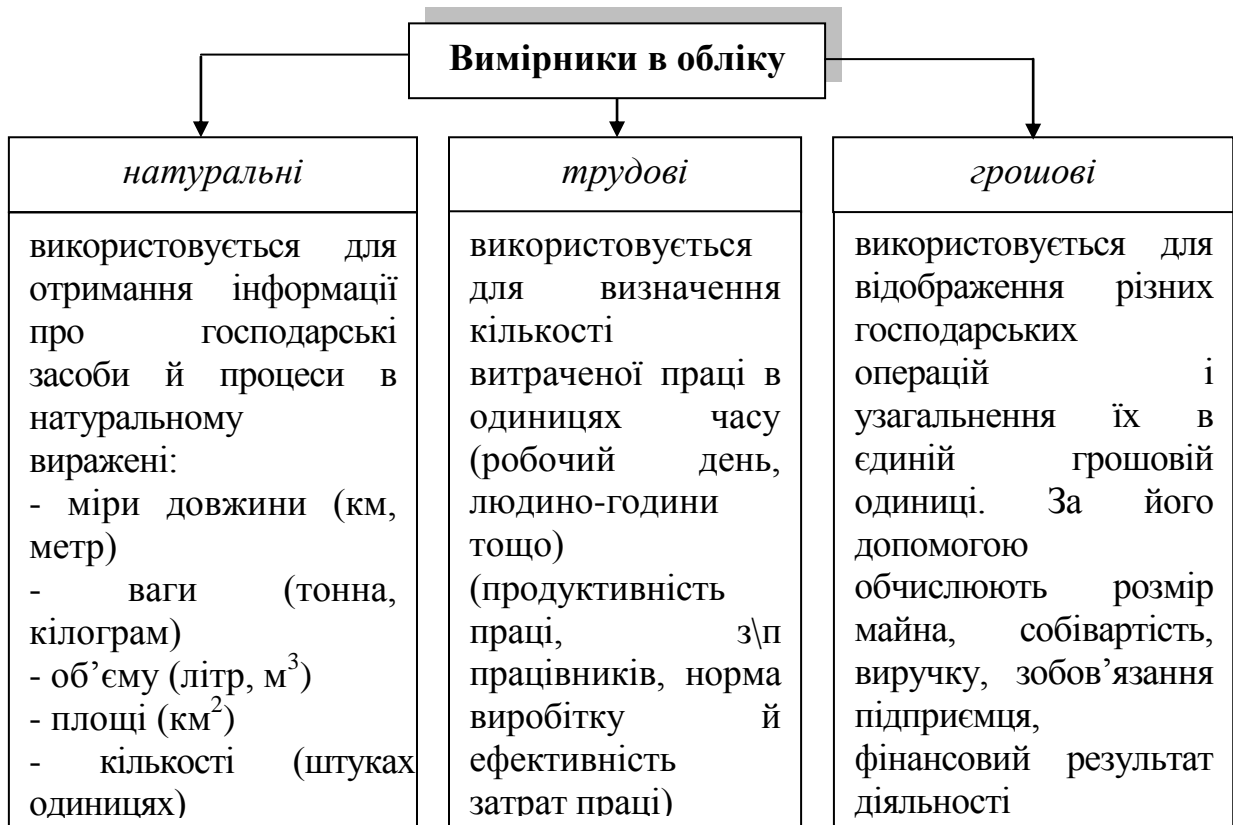 Вимірники в обліку
натуральні
використовується для
отримання інформації
про господарські
засоби й процеси в
натуральному
виражені:
- міри довжини (км,
метр)
- ваги (тонна,
кілограм)
- об’єму (літр, м³)
- площі (км²)
- кількості (штуках
одиницях)
трудові
використовується
для визначення
кількості
витраченої праці в
одиницях часу
(робочий день,
людино-години
тощо)
(продуктивність
праці, з\п
працівників, норма
виробітку й
ефективність
затрат праці)
грошові
використовується для
відображення різних
господарських
операцій і
узагальнення їх в
єдиній грошовій
одиниці. За його
допомогою
обчислюють розмір
майна, собівартість,
виручку, зобов’язання
підприємця,
фінансовий результат
діяльності